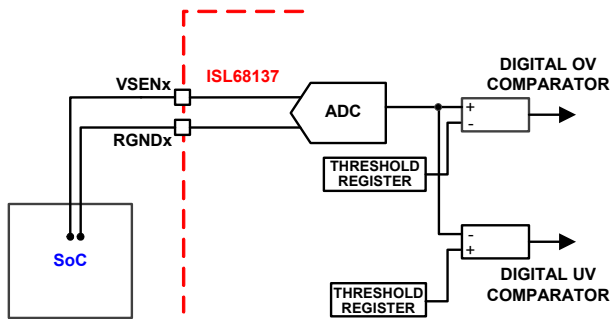 VSENx
ISL68137
DIGITAL OV
COMPARATOR
ADC
+
-
RGNDx
THRESHOLD
REGISTER
SoC
-
+
DIGITAL UV
COMPARATOR
THRESHOLD
REGISTER